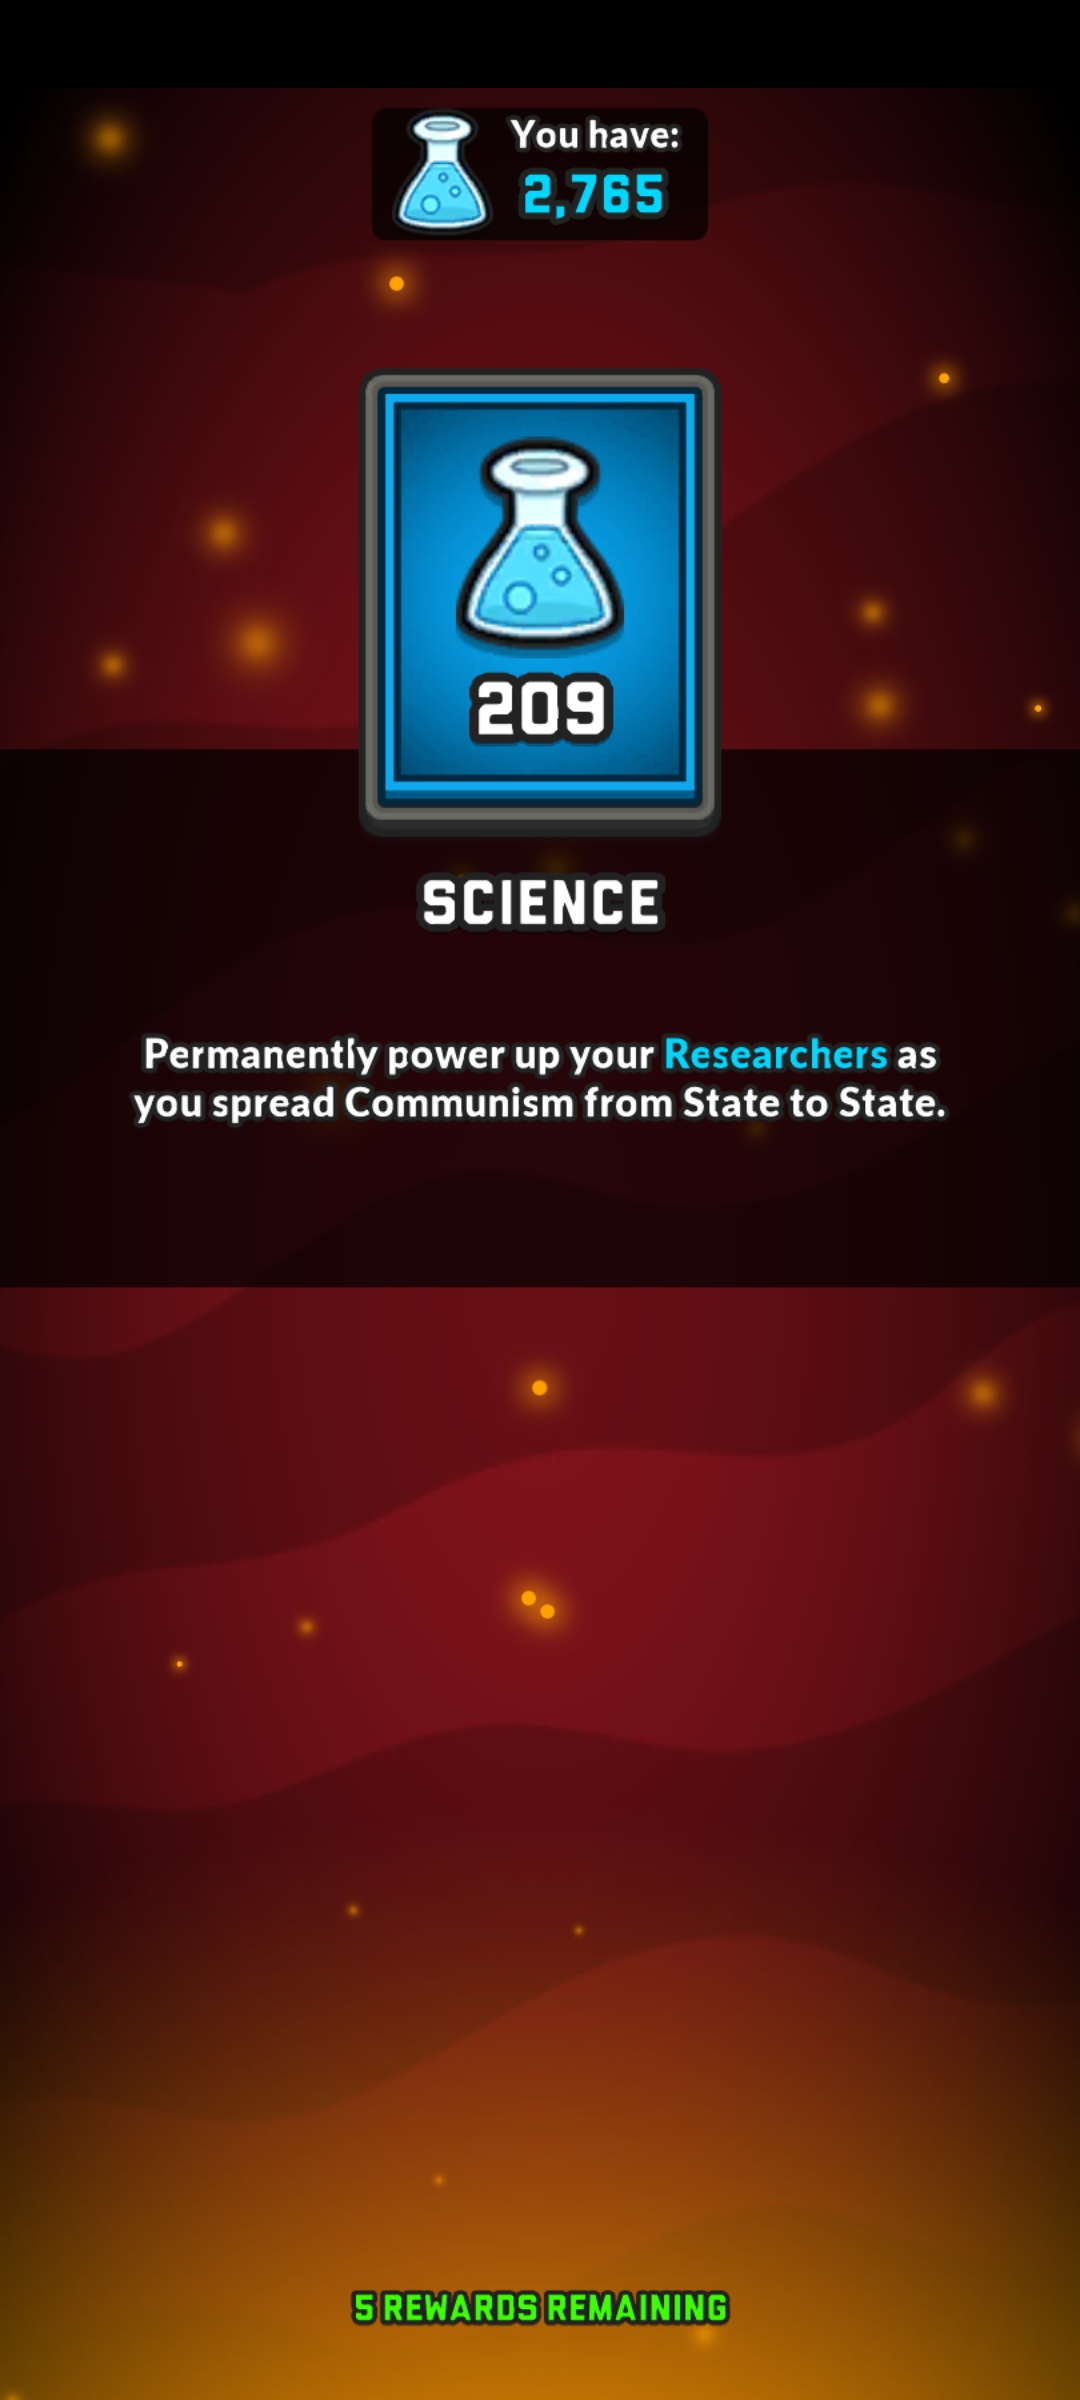 You have:
2,765
209
SCIENCE
Permanently power up your Researchers as
you spread Communism from State to State.
5 REWARDS REMAINING